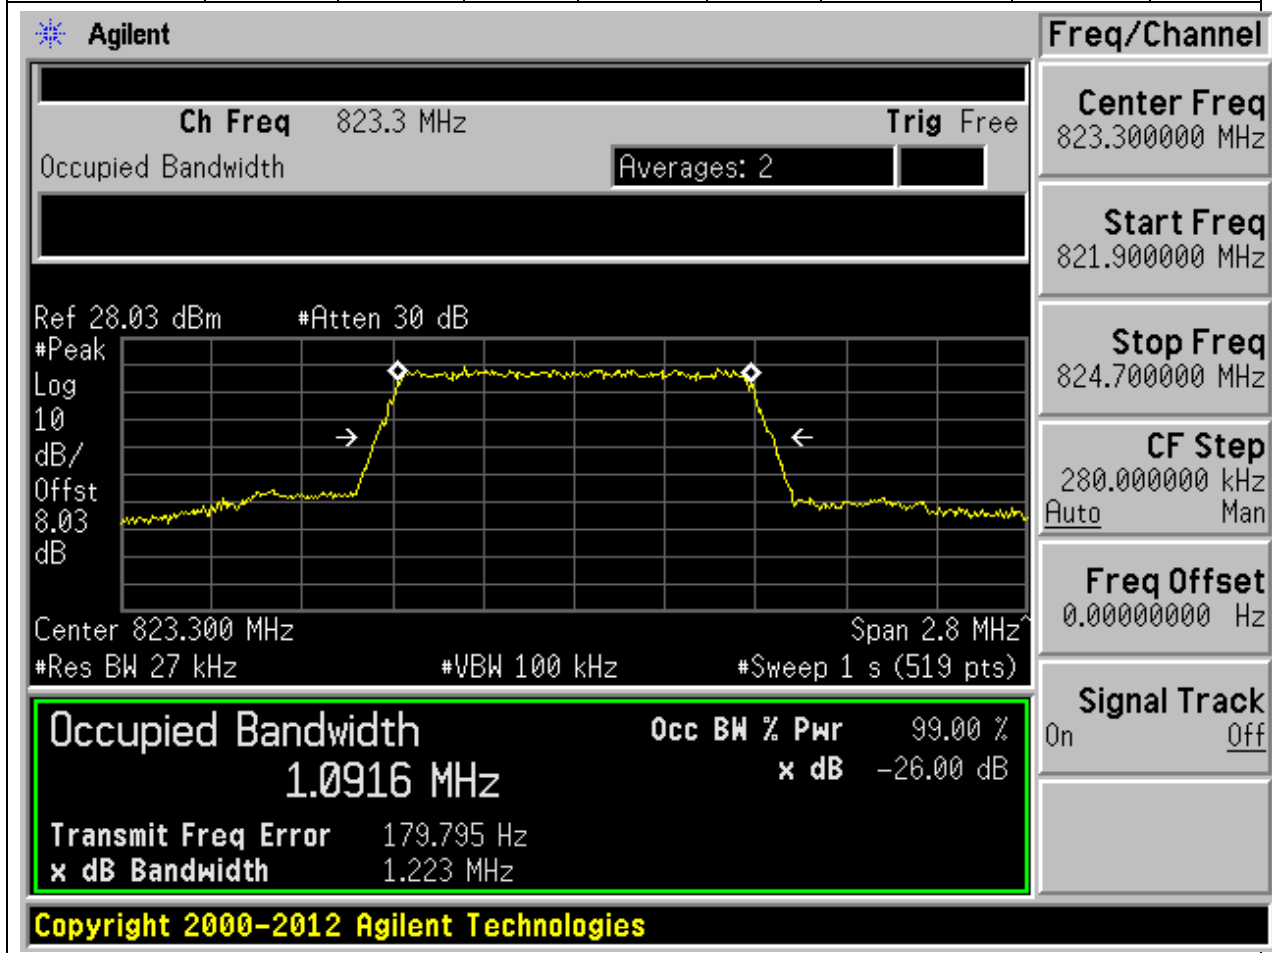 Agilent
Freq/Channel
Ch Freq 823.3 MHz Trig Free
Occupied Bandwidth Averages: 2
Center Freq
823.300000 MHz
Start Freq
821.900000 MHz
Stop Freq
824.700000 MHz
CF Step
280.000000 kHz
Auto Man
Freq Offset
0.00000000 Hz
Signal Track
On Off
Ref 28.03 dBm #Atten 30 dB
#Peak
Log
10
dB/
Offst
8.03
dB
Center 823.300 MHz Span 2.8 MHz^
#Res BW 27 kHz #VBW 100 kHz #Sweep 1 s (519 pts)
Occupied Bandwidth Occ BW % Pwr 99.00 %
1.0916 MHz x dB -26.00 dB
Transmit Freq Error 179.795 Hz
x dB Bandwidth 1.223 MHz
Copyright 2000-2012 Agilent Technologies